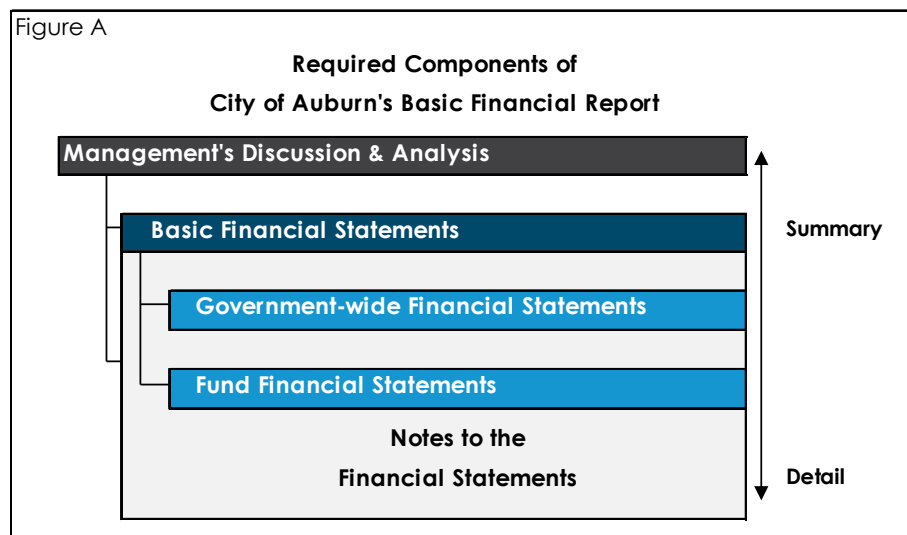 Figure A
Required Components of
City of Auburn's Basic Financial Report
Management's Discussion & Analysis
Basic Financial Statements
Summary
Government-wide Financial Statements
Fund Financial Statements
Notes to the
Financial Statements
Detail